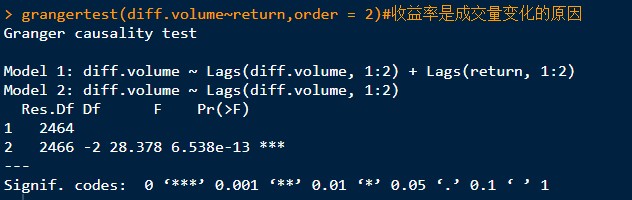 > grangertest(diff.volume~return,order = 2)#收益率是成交量变化的原因
Granger causality test

Model 1: diff.volume ~ Lags(diff.volume, 1:2) + Lags(return, 1:2)
Model 2: diff.volume ~ Lags(diff.volume, 1:2)
  Res.Df Df      F    Pr(>F)
1   2464
2   2466 -2 28.378 6.538e-13 ***
---
Signif. codes:  0 ‘***’ 0.001 ‘**’ 0.01 ‘*’ 0.05 ‘.’ 0.1 ‘ ’ 1